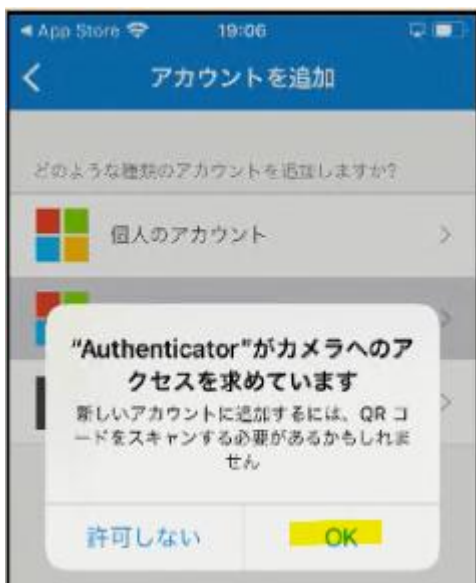 ◀ App Store 19:06
アカウントを追加
どのような種類のアカウントを追加しますか?
個人のアカウント
“Authenticator”がカメラへのア
クセスを求めています
新しいアカウントに追加するには、QR コ
ードをスキャンする必要があるかもしれま
せん
許可しない OK